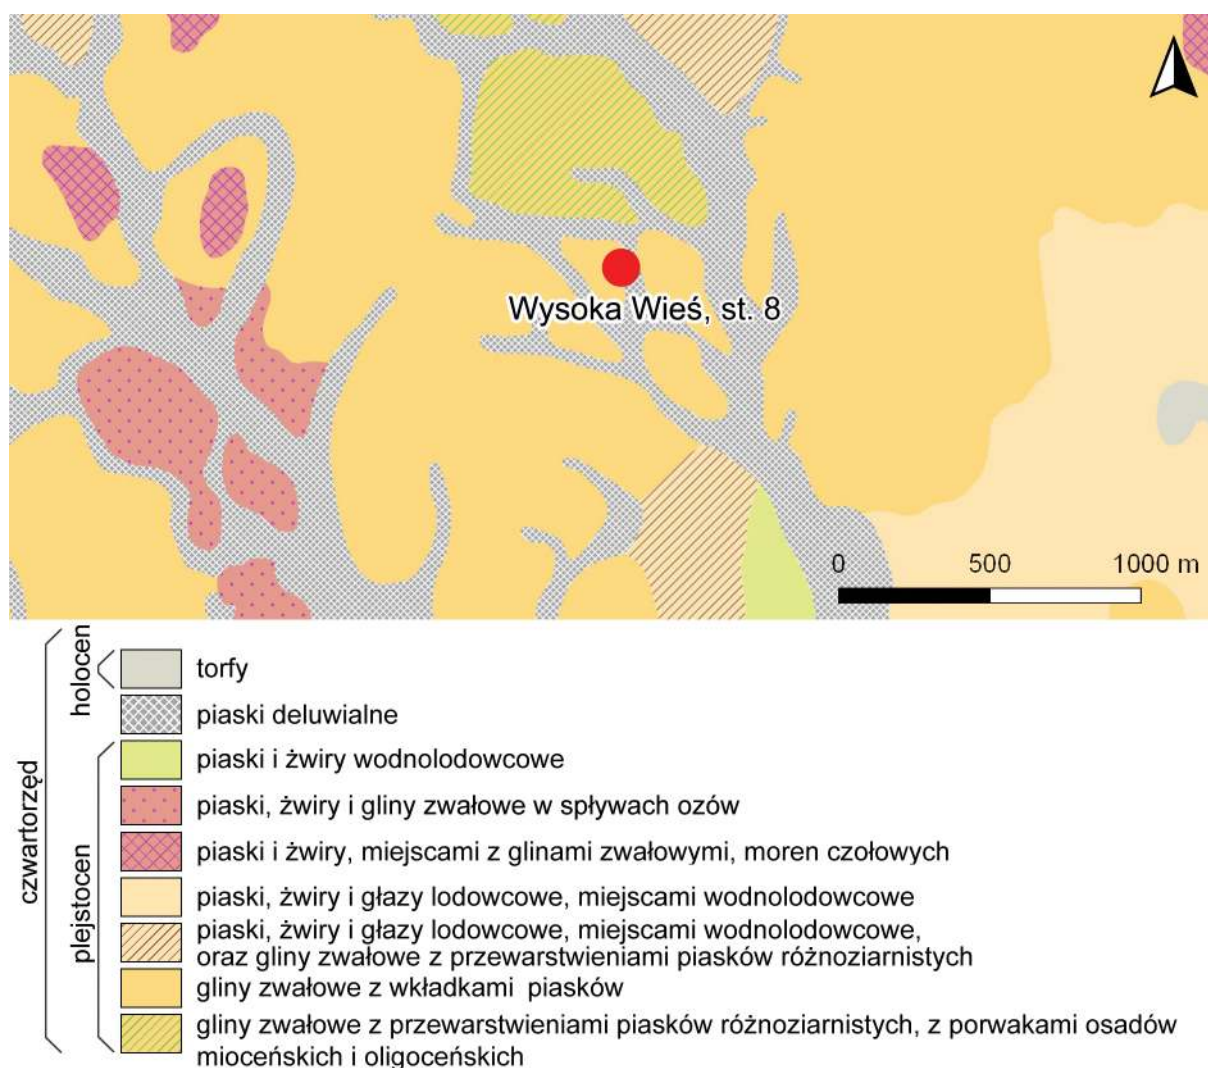 Wysoka Wieś, st. 8
0 500 1000 m
czwartorzęd
holocen
torfy
piaski deluwialne
plejstocen
piaski i żwiry wodnolodowcowe
piaski, żwiry i gliny zwałowe w spływach ozów
piaski i żwiry, miejscami z glinami zwałowymi, moren czołowych
piaski, żwiry i głazy lodowcowe, miejscami wodnolodowcowe
piaski, żwiry i głazy lodowcowe, miejscami wodnolodowcowe,
oraz gliny zwałowe z przewarstwieniami piasków różnoziarnistych
gliny zwałowe z wkładkami piasków
gliny zwałowe z przewarstwieniami piasków różnoziarnistych, z porwakami osadów
mioceńskich i oligoceńskich